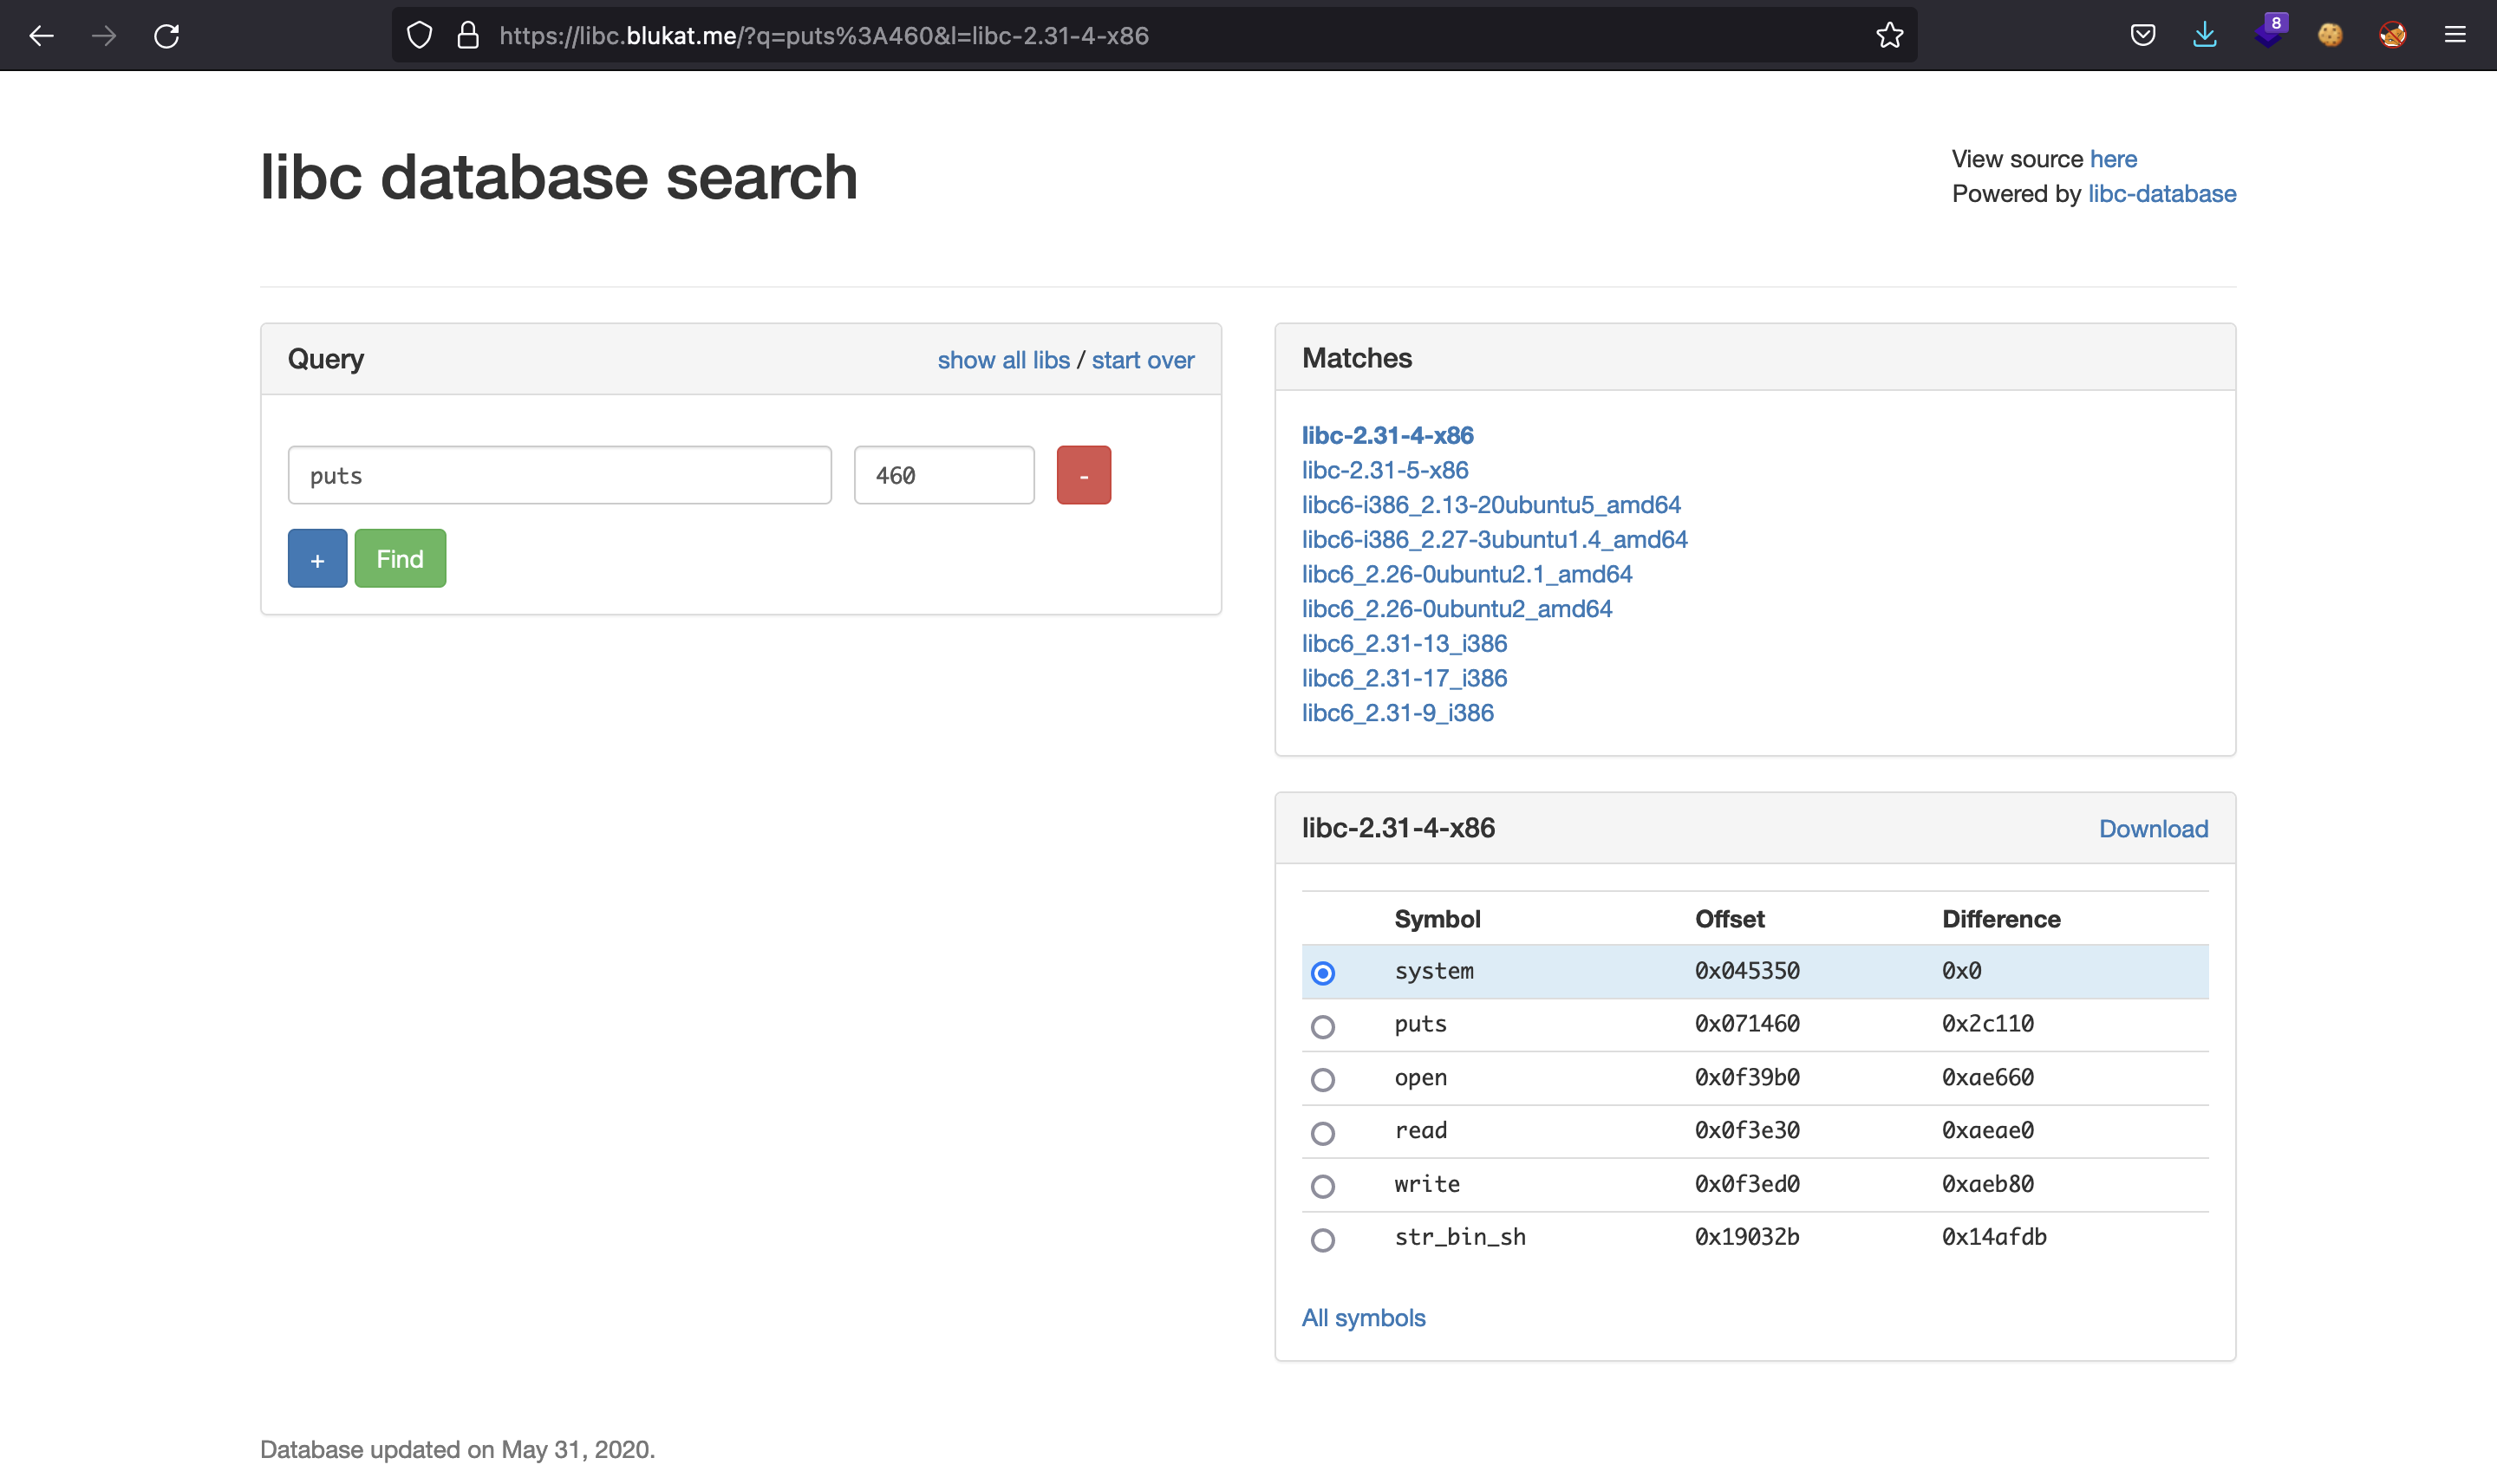 https://libc.blukat.me/?q=puts%3A460&l=libc-2.31-4-x86
8
libc database search
View source here
Powered by libc-database
Query
show all libs / start over
puts
460
-
+
Find
Matches
libc-2.31-4-x86
libc-2.31-5-x86
libc6-i386_2.13-20ubuntu5_amd64
libc6-i386_2.27-3ubuntu1.4_amd64
libc6_2.26-0ubuntu2.1_amd64
libc6_2.26-0ubuntu2_amd64
libc6_2.31-13_i386
libc6_2.31-17_i386
libc6_2.31-9_i386
libc-2.31-4-x86
Download
Symbol Offset Difference
system 0x045350 0x0
puts 0x071460 0x2c110
open 0x0f39b0 0xae660
read 0x0f3e30 0xaeae0
write 0x0f3ed0 0xaeb80
str_bin_sh 0x19032b 0x14afdb
All symbols
Database updated on May 31, 2020.